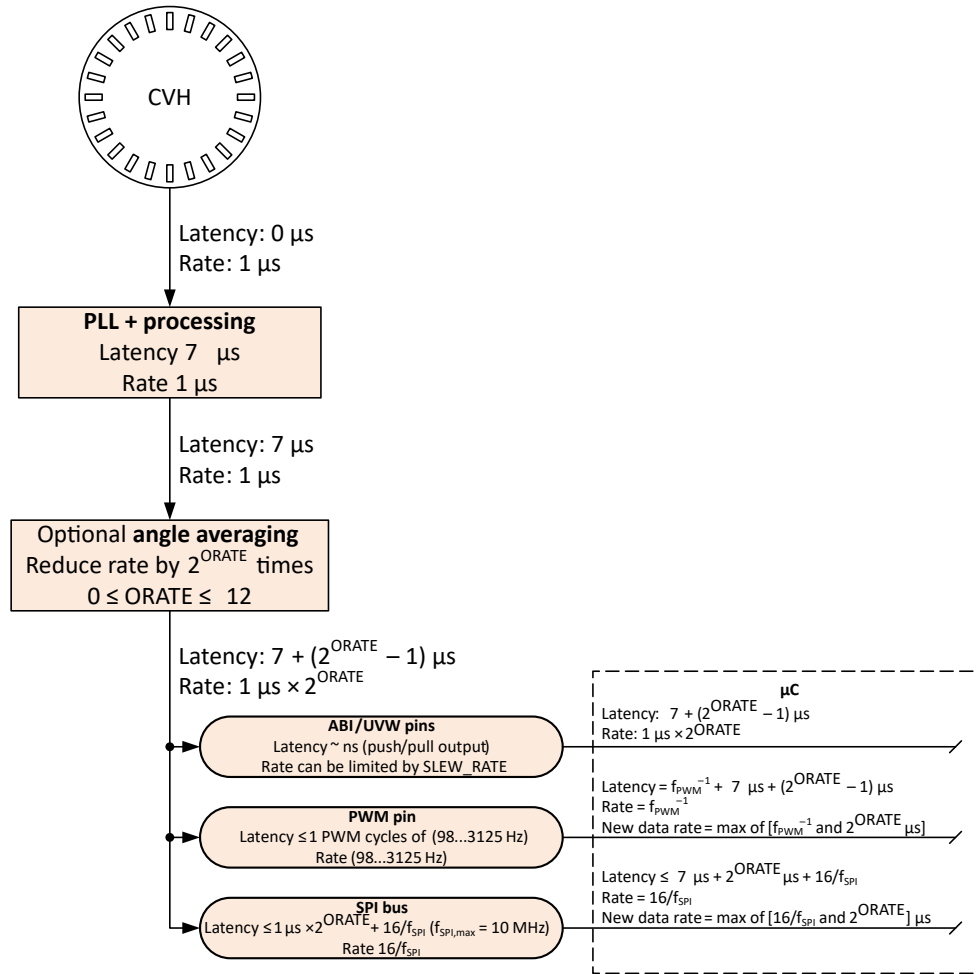 CVH
Latency: 0 µs
Rate: 1 µs
PLL + processing
Latency 7 µs
Rate 1 µs
Latency: 7 µs
Rate: 1 µs
Optional angle averaging
Reduce rate by 2^ORATE times
0 ≤ ORATE ≤ 12
Latency: 7 + (2^ORATE – 1) µs
Rate: 1 µs × 2^ORATE
ABI/UVW pins
Latency ~ ns (push/pull output)
Rate can be limited by SLEW_RATE
PWM pin
Latency ≤ 1 PWM cycles of (98...3125 Hz)
Rate (98...3125 Hz)
SPI bus
Latency ≤ 1 µs × 2^ORATE + 16/f_SPI (f_SPI,max = 10 MHz)
Rate 16/f_SPI
µC
Latency: 7 + (2^ORATE – 1) µs
Rate: 1 µs × 2^ORATE
Latency = f_PWM^–1 + 7 µs + (2^ORATE – 1) µs
Rate = f_PWM^–1
New data rate = max of [f_PWM^–1 and 2^ORATE µs]
Latency ≤ 7 µs + 2^ORATE µs + 16/f_SPI
Rate = 16/f_SPI
New data rate = max of [16/f_SPI and 2^ORATE] µs